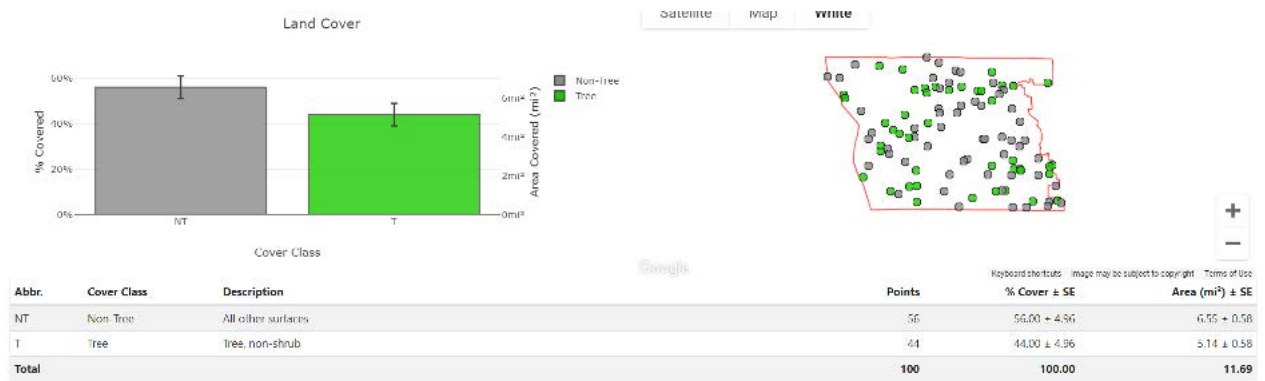 Land Cover
Satellite Map White
60%
40%
20%
0%
% Covered
NT
T
6mi²
4mi²
2mi²
0mi²
Area Covered (mi²)
Non-Tree
Tree
Cover Class
Google
+
−
Keyboard shortcuts Image may be subject to copyright Terms of Use
Abbr. Cover Class Description Points % Cover ± SE Area (mi²) ± SE
NT Non-Tree All other surfaces 56 56.00 ± 4.96 6.55 ± 0.58
T Tree Tree, non-shrub 44 44.00 ± 4.96 5.14 ± 0.58
Total 100 100.00 11.69